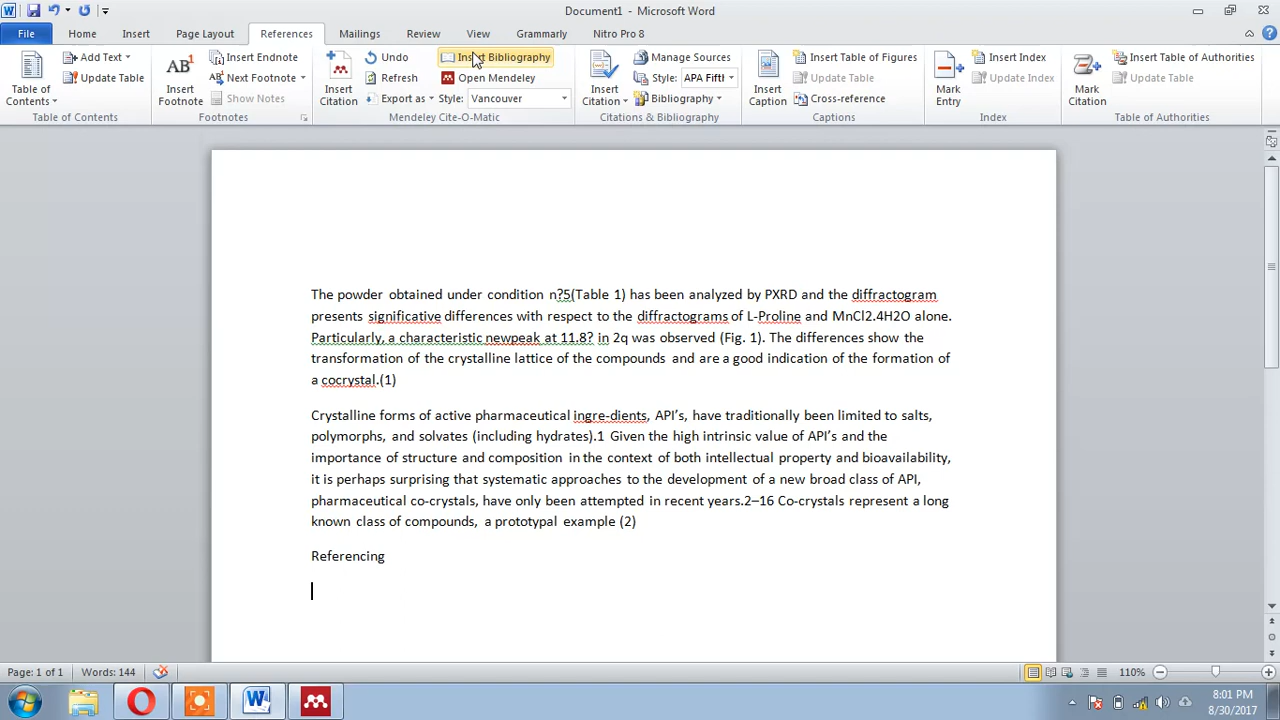 Document1 - Microsoft Word
File Home Insert Page Layout References Mailings Review View Grammarly Nitro Pro 8
Table of Contents
Add Text
Update Table
Table of Contents
AB1
Insert Footnote
Insert Endnote
Next Footnote
Show Notes
Footnotes
Insert Citation
Undo
Refresh
Export as
Insert Bibliography
Open Mendeley
Style: Vancouver
Mendeley Cite-O-Matic
Insert Citation
Manage Sources
Style: APA Fifth
Bibliography
Citations & Bibliography
Insert Caption
Insert Table of Figures
Update Table
Cross-reference
Captions
Mark Entry
Insert Index
Update Index
Index
Mark Citation
Insert Table of Authorities
Update Table
Table of Authorities
The powder obtained under condition n?5(Table 1) has been analyzed by PXRD and the diffractogram
presents significative differences with respect to the diffractograms of L-Proline and MnCl2.4H2O alone.
Particularly, a characteristic newpeak at 11.8? in 2q was observed (Fig. 1). The differences show the
transformation of the crystalline lattice of the compounds and are a good indication of the formation of
a cocrystal.(1)
Crystalline forms of active pharmaceutical ingre-dients, API's, have traditionally been limited to salts,
polymorphs, and solvates (including hydrates).1 Given the high intrinsic value of API's and the
importance of structure and composition in the context of both intellectual property and bioavailability,
it is perhaps surprising that systematic approaches to the development of a new broad class of API,
pharmaceutical co-crystals, have only been attempted in recent years.2–16 Co-crystals represent a long
known class of compounds, a prototypal example (2)
Referencing
Page: 1 of 1 Words: 144 110%
8:01 PM
8/30/2017